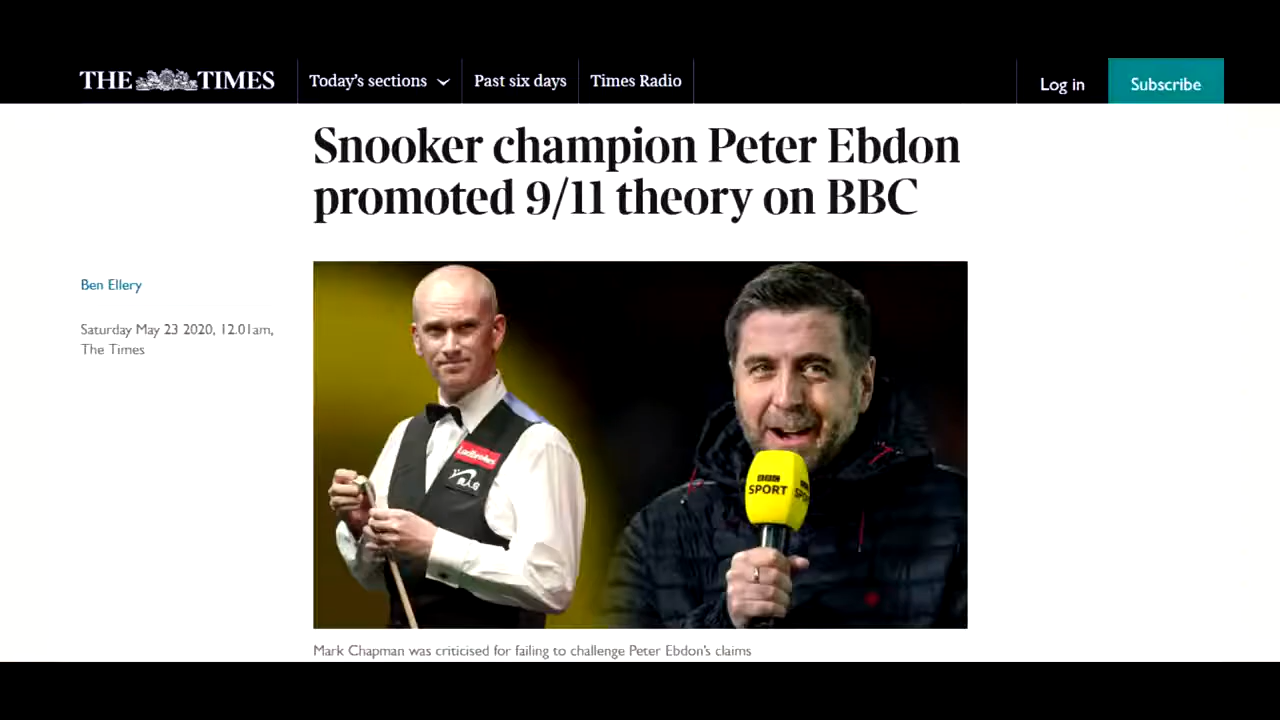 THE TIMES
Today's sections
Past six days
Times Radio
Log in
Subscribe
Snooker champion Peter Ebdon
promoted 9/11 theory on BBC
Ben Ellery
Saturday May 23 2020, 12.01am,
The Times
Ladbrokes
BBC
SPORT
Mark Chapman was criticised for failing to challenge Peter Ebdon's claims